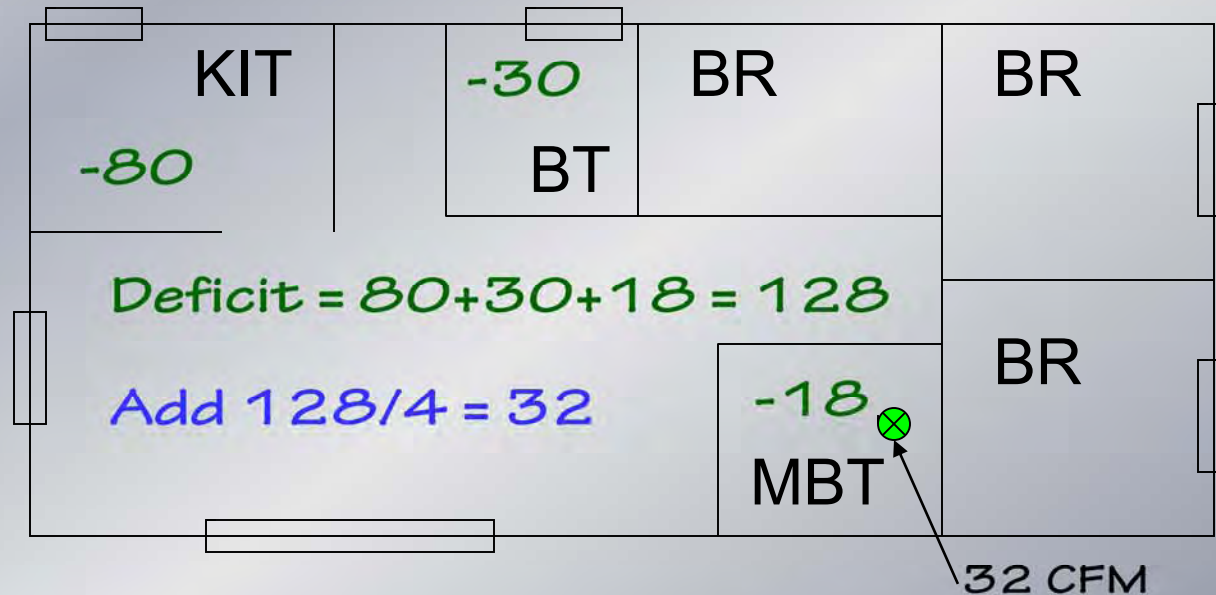 KIT
-30
BR
BR
-80
BT
Deficit = 80+30+18 = 128
BR
Add 128/4 = 32
-18
MBT
32 CFM